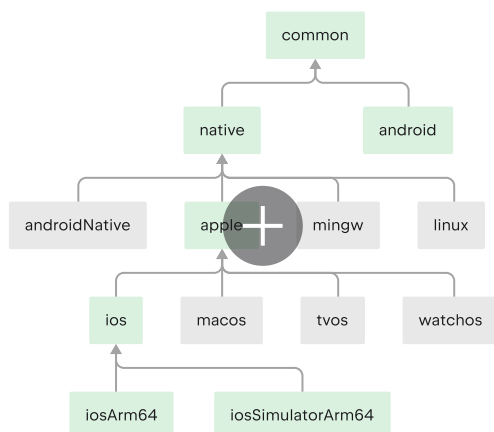 common
native
android
androidNative
apple
mingw
linux
ios
macos
tvos
watchos
iosArm64
iosSimulatorArm64